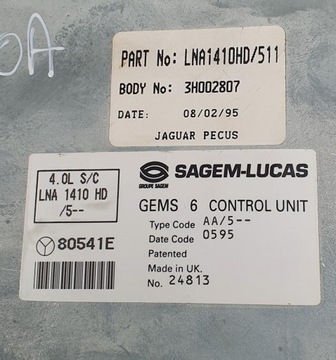 0A
PART No: LNA1410HD/511
BODY No: 3H002807
DATE: 08/02/95
JAGUAR PECUS
4.0L S/C
LNA 1410 HD
/5--
80541E
GROUPE SAGEM
SAGEM-LUCAS
GEMS 6 CONTROL UNIT
Type Code AA/5--
Date Code 0595
Patented
Made in UK.
No. 24813